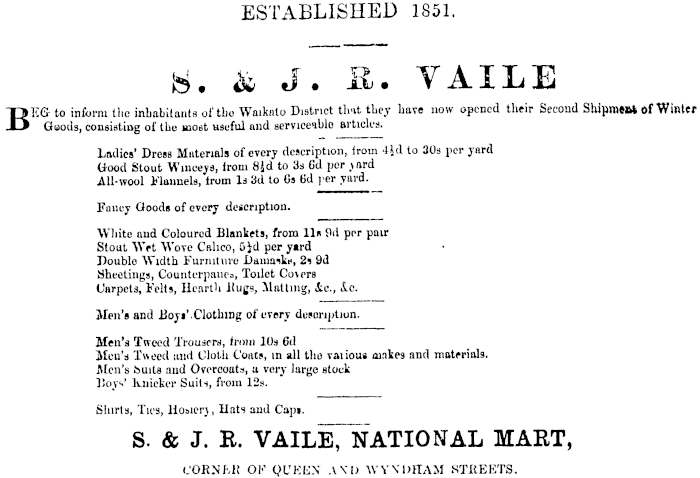 ESTABLISHED 1851.
S. & J. R. VAILE
BEG to inform the inhabitants of the Waikato District that they have now opened their Second Shipment of Winter
Goods, consisting of the most useful and serviceable articles.
Ladies' Dress Materials of every description, from 4½d to 30s per yard
Good Stout Winceys, from 8½d to 3s 6d per yard
All-wool Flannels, from 1s 3d to 6s 6d per yard.
Fancy Goods of every description.
White and Coloured Blankets, from 11s 9d per pair
Stout Wet Wove Calico, 5½d per yard
Double Width Furniture Damasks, 2s 9d
Sheetings, Counterpanes, Toilet Covers
Carpets, Felts, Hearth Rugs, Matting, &c., &c.
Men's and Boys' Clothing of every description.
Men's Tweed Trousers, from 10s 6d
Men's Tweed and Cloth Coats, in all the various makes and materials.
Men's Suits and Overcoats, a very large stock
Boys' Knicker Suits, from 12s.
Shirts, Ties, Hosiery, Hats and Caps.
S. & J. R. VAILE, NATIONAL MART,
CORNER OF QUEEN AND WYNDHAM STREETS.